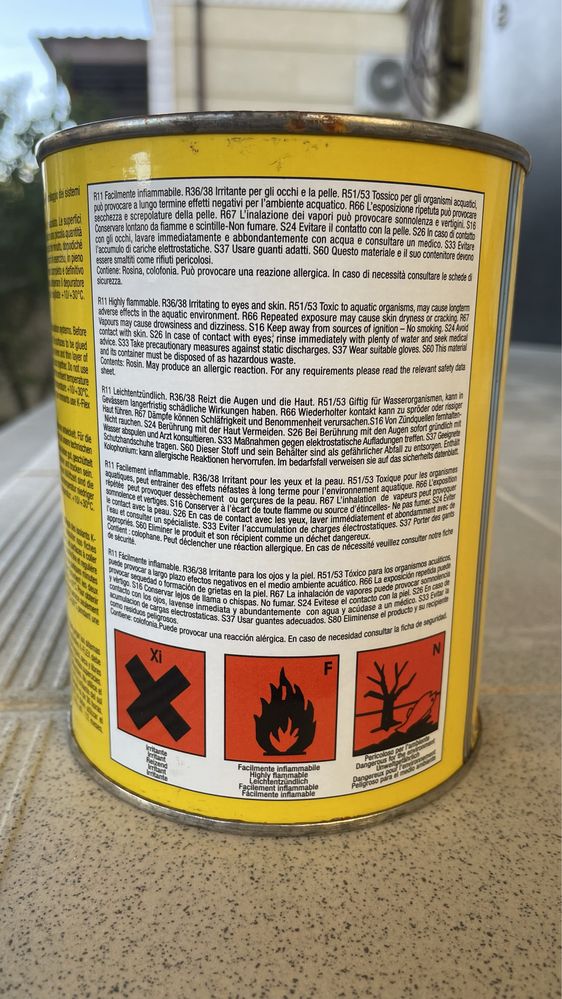 R11 Facilmente infiammabile. R36/38 Irritante per gli occhi e la pelle. R51/53 Tossico per gli organismi acquatici,
può provocare a lungo termine effetti negativi per l'ambiente acquatico. R66 L'esposizione ripetuta può provocare
secchezza e screpolature della pelle. R67 L'inalazione dei vapori può provocare sonnolenza e vertigini. S16
Conservare lontano da fiamme e scintille-Non fumare. S24 Evitare il contatto con la pelle. S26 In caso di contatto
con gli occhi, lavare immediatamente e abbondantemente con acqua e consultare un medico. S33 Evitare
l'accumulo di cariche elettrostatiche. S37 Usare guanti adatti. S60 Questo materiale e il suo contenitore devono
essere smaltiti come rifiuti pericolosi.
Contiene: Rosina, colofonia. Può provocare una reazione allergica. In caso di necessità consultare le schede di
sicurezza.
R11 Highly flammable. R36/38 Irritating to eyes and skin. R51/53 Toxic to aquatic organisms, may cause longterm
adverse effects in the aquatic environment. R66 Repeated exposure may cause skin dryness or cracking. R67
Vapours may cause drowsiness and dizziness. S16 Keep away from sources of ignition – No smoking. S24 Avoid
contact with skin. S26 In case of contact with eyes, rinse immediately with plenty of water and seek medical
advice. S33 Take precautionary measures against static discharges. S37 Wear suitable gloves. S60 This material
and its container must be disposed of as hazardous waste.
Contents: Rosin. May produce an allergic reaction. For any requirements please read the relevant safety data
sheet.
R11 Leichtentzündlich. R36/38 Reizt die Augen und die Haut. R51/53 Giftig für Wasserorganismen, kann in
Gewässern langerfristig schädliche Wirkungen haben. R66 Wiederholter kontakt kann zu spröder oder rissiger
Haut führen. R67 Dämpfe können Schläfrigkeit und Benommenheit verursachen.S16 Von Zündquellen fernhalten-
Nicht rauchen. S24 Berührung mit der Haut Vermeiden. S26 Bei Berührung mit den Augen sofort gründlich mit
Wasser abspulen und Arzt konsultieren. S33 Maßnahmen gegen elektrostatische Aufladungen treffen. S37 Geeignete
Schutzhandschuhe tragen. S60 Dieser Stoff und sein Behälter sind als gefährlicher Abfall zu entsorgen. Enthält
Kolophonium: kann allergische Reaktionen hervorrufen. Im bedarfsfall verweisen sie auf das sicherheits datenblatt.
R11 Facilement inflammable. R36/38 Irritant pour les yeux et la peau. R51/53 Toxique pour les organismes
aquatiques, peut entraîner des effets néfastes à long terme pour l'environnement aquatique. R66 L'exposition
répétée peut provoquer dessèchement ou gerçures de la peau. R67 L'inhalation de vapeurs peut provoquer
somnolence et vertiges. S16 Conserver à l'écart de toute flamme ou source d'étincelles- Ne pas fumer. S24 Eviter
le contact avec la peau. S26 En cas de contact avec les yeux, laver immédiatement et abondamment avec de
l'eau et consulter un spécialiste. S33 Eviter l'accumulation de charges électrostatiques. S37 Porter des gants
appropriés. S60 Eliminer le produit et son récipient comme un déchet dangereux.
Contient : colophane. Peut déclencher une réaction allergique. En cas de nécessité veuillez consulter notre fiche
de sécurité.
R11 Fácilmente inflamable. R36/38 Irritante para los ojos y la piel. R51/53 Tóxico para los organismos acuáticos,
puede provocar a largo plazo efectos negativos en el medio ambiente acuático. R66 La exposición repetida puede
provocar sequedad o formación de grietas en la piel. R67 La inhalación de vapores puede provocar somnolencia
y vértigo. S16 Conservar lejos de llama o chispas. No fumar. S24 Evitese el contacto con la piel. S26 En caso de
contacto con los ojos, lavense inmediata y abundantemente con agua y acúdase a un médico. S33 Evitar la
acumulación de cargas electrostaticas. S37 Usar guantes adecuados. S60 Eliminense el producto y su recipiente
como residuos peligrosos.
Contiene: colofonia.Puede provocar una reacción alérgica. En caso de necesidad consultar la ficha de seguridad.
Xi
F
N
Irritante
Irritant
Reizend
Irritant
Irritante
Facilmente infiammabile
Highly flammable
Leichtentzündlich
Facilement inflammable
Fácilmente inflamable
Pericoloso per l'ambiente
Dangerous for the environment
Umweltgefährlich
Dangereux pour l'environnement
Peligroso para el medio ambiente